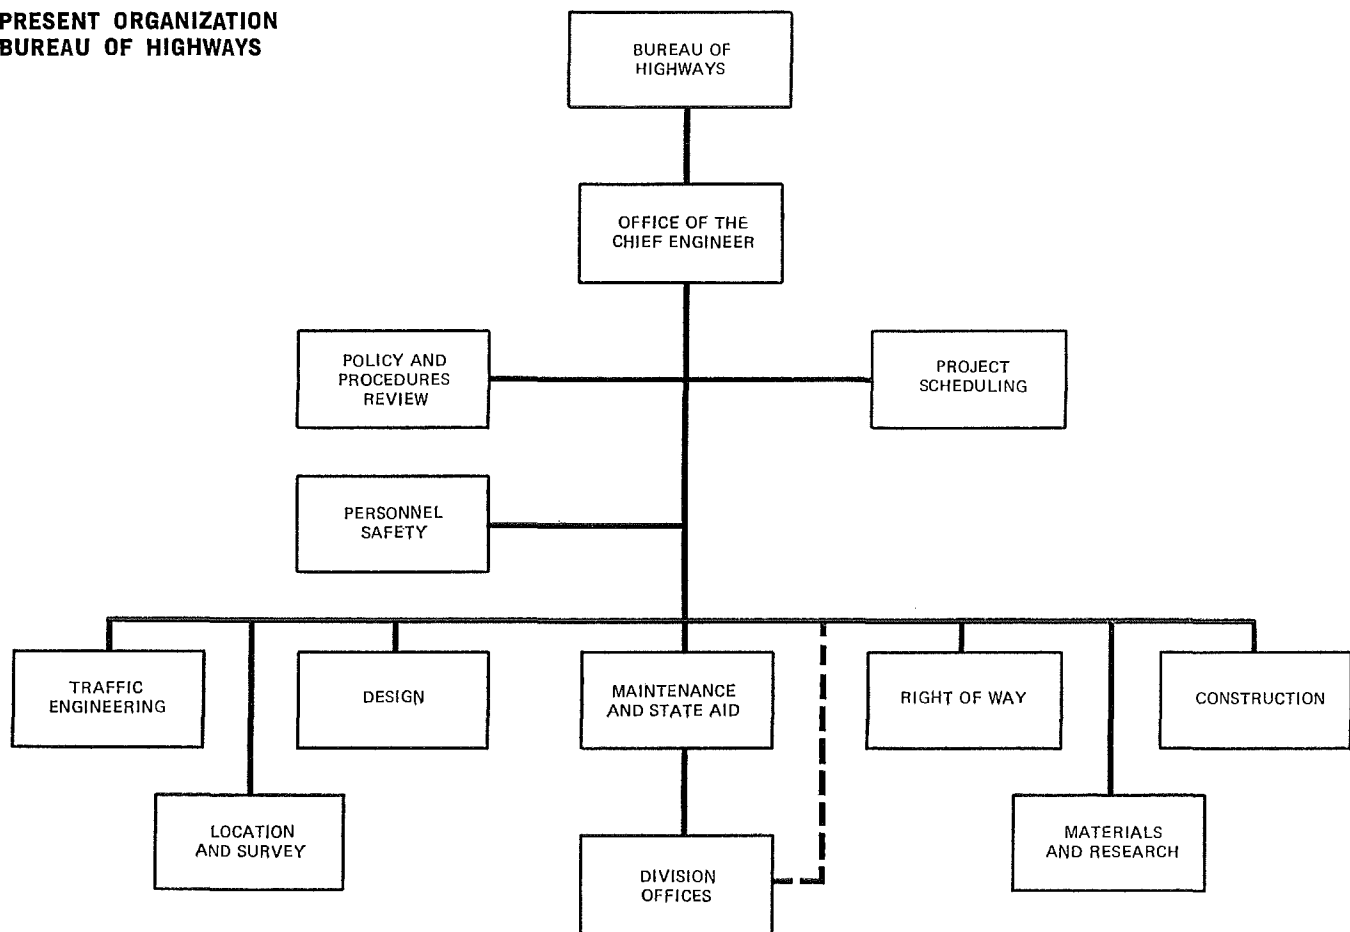 PRESENT ORGANIZATION
BUREAU OF HIGHWAYS
BUREAU OF
HIGHWAYS
OFFICE OF THE
CHIEF ENGINEER
POLICY AND
PROCEDURES
REVIEW
PROJECT
SCHEDULING
PERSONNEL
SAFETY
TRAFFIC
ENGINEERING
DESIGN
MAINTENANCE
AND STATE AID
RIGHT OF WAY
CONSTRUCTION
LOCATION
AND SURVEY
DIVISION
OFFICES
MATERIALS
AND RESEARCH